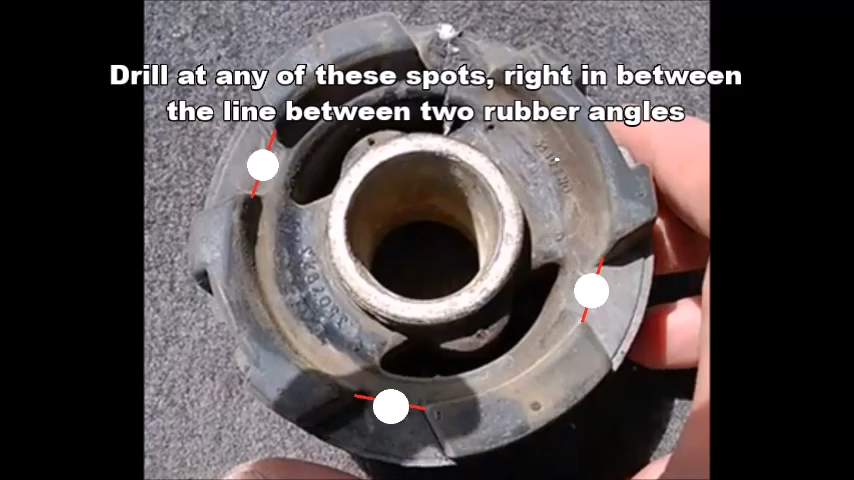 Drill at any of these spots, right in between
the line between two rubber angles